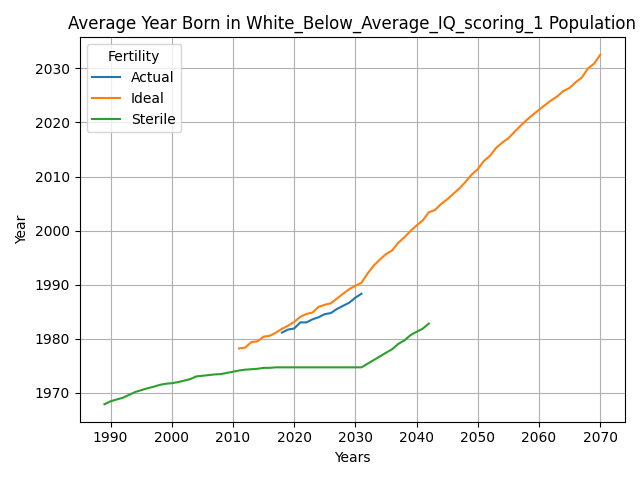 Average Year Born in White_Below_Average_IQ_scoring_1 Population
Fertility
Actual
Ideal
Sterile
2030
2020
2010
2000
1990
1980
1970
Year
1990 2000 2010 2020 2030 2040 2050 2060 2070
Years